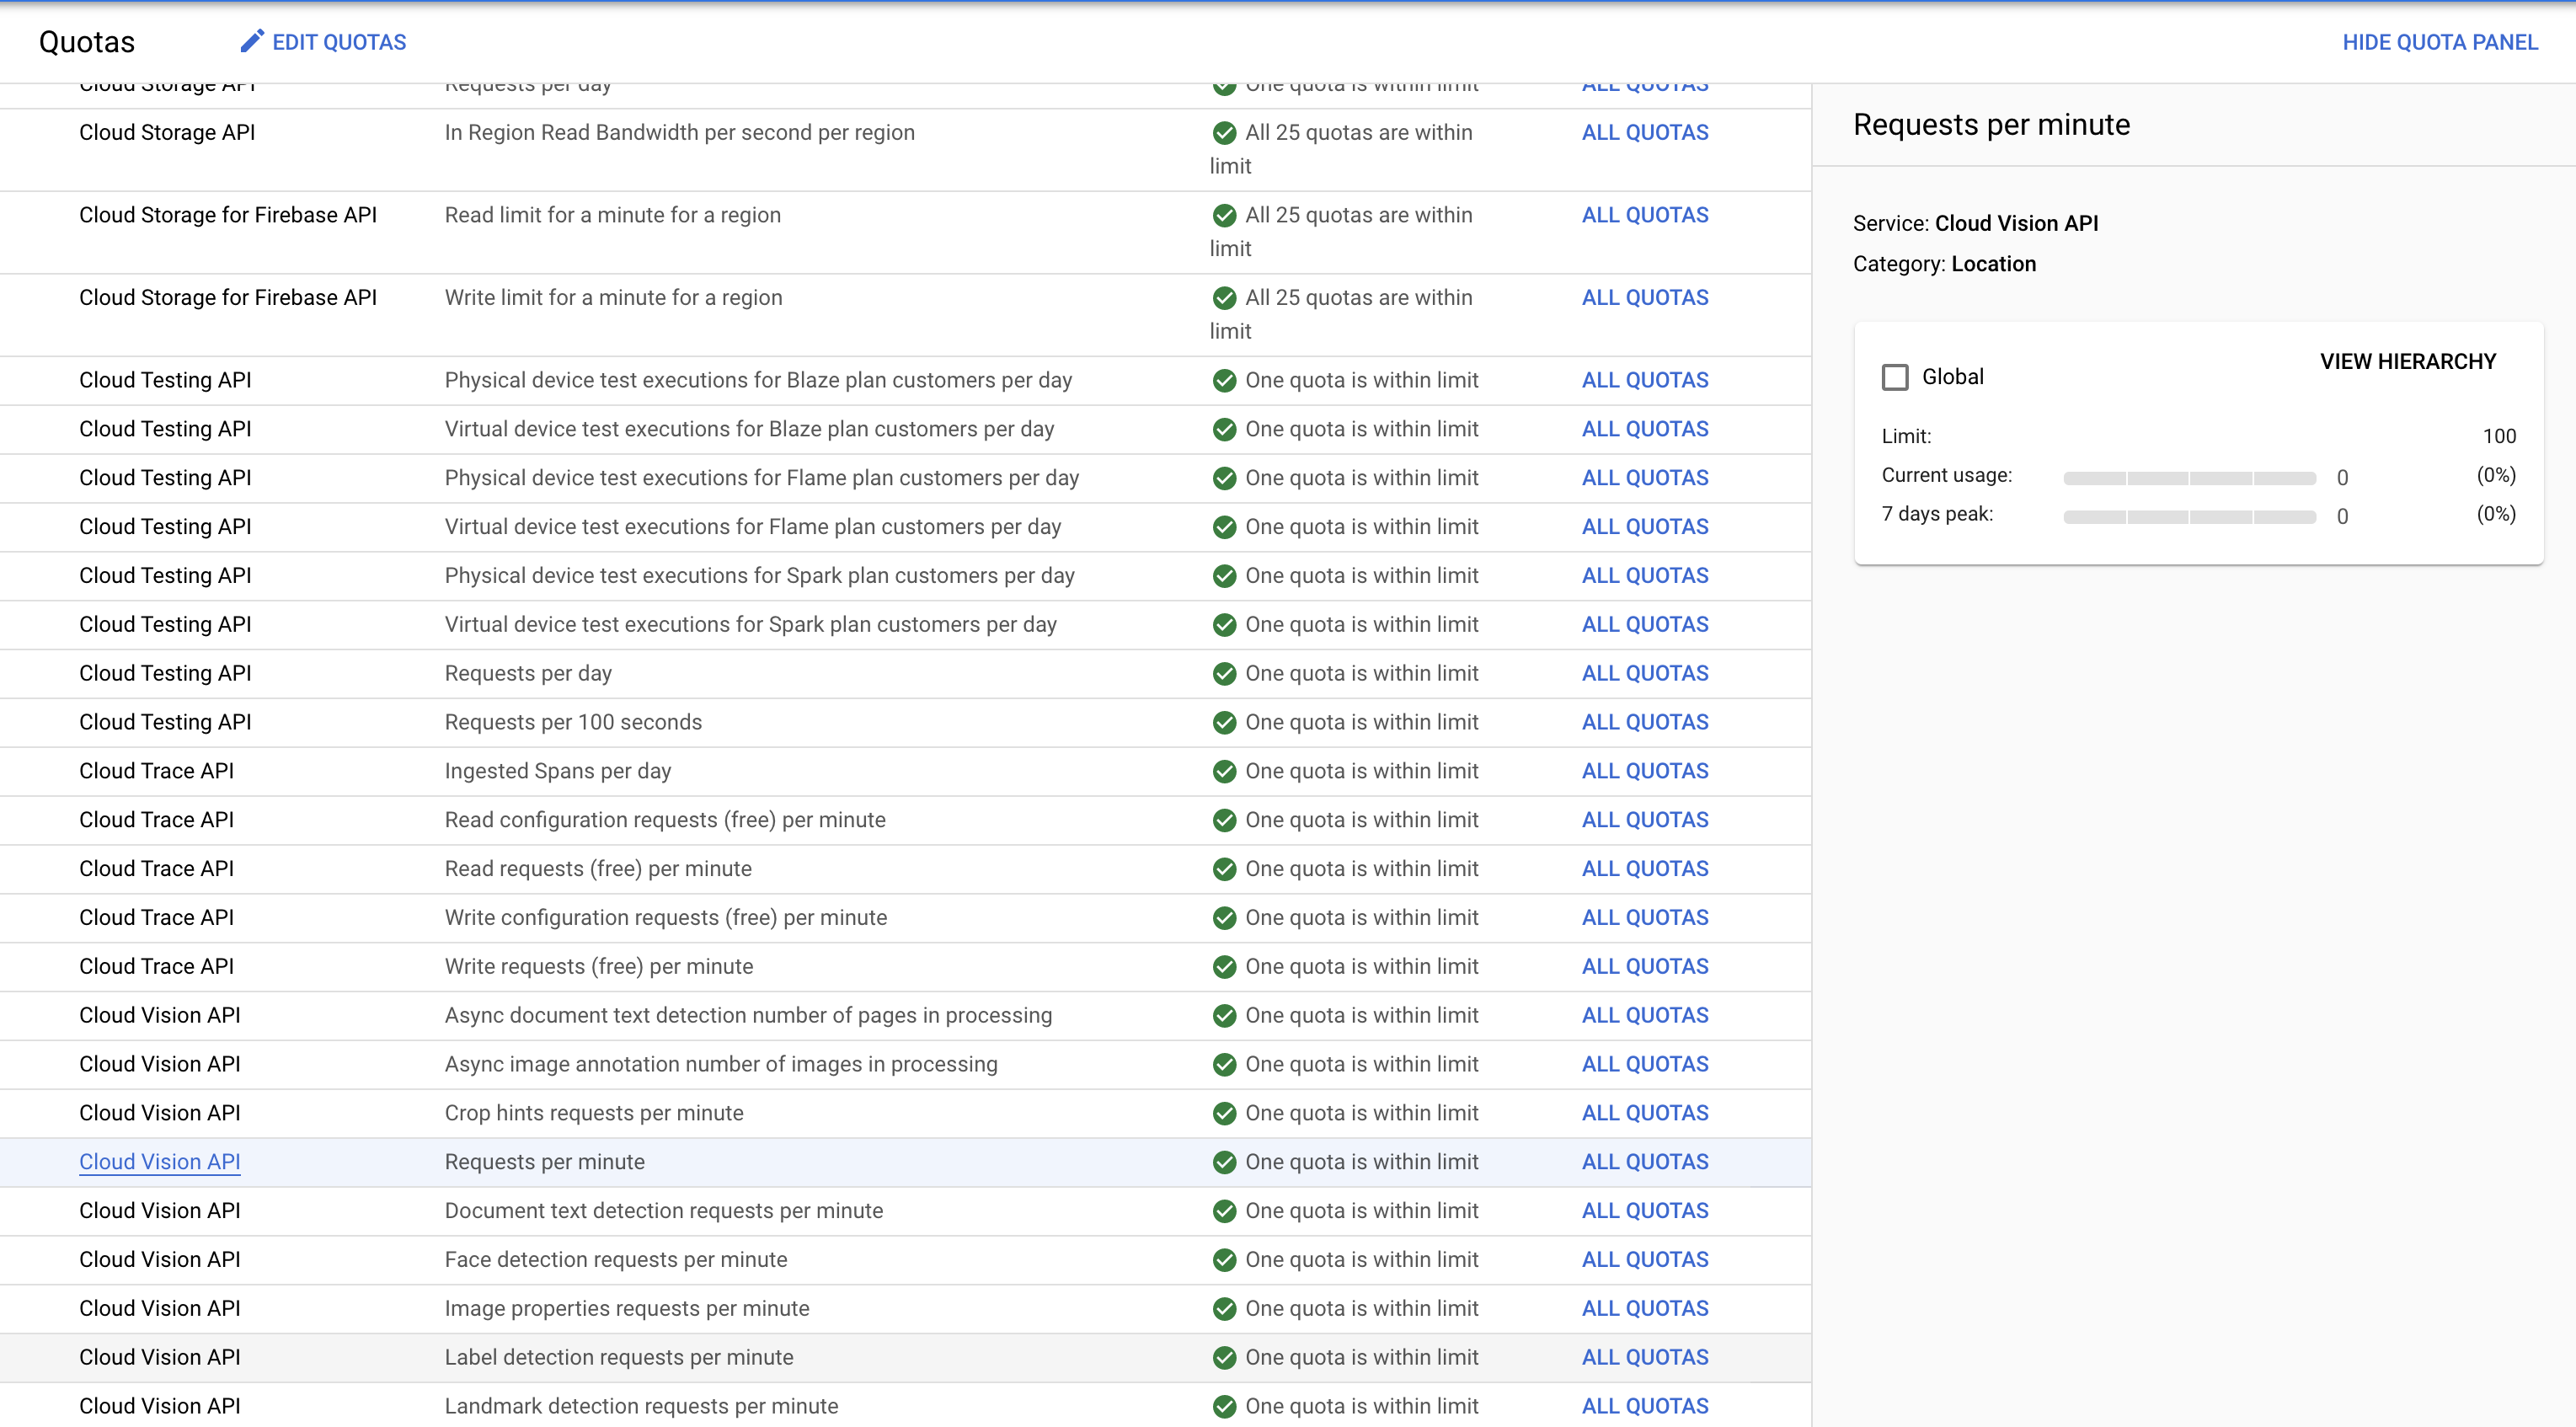 Quotas EDIT QUOTAS HIDE QUOTA PANEL
Cloud Storage API Requests per day One quota is within limit ALL QUOTAS
Cloud Storage API In Region Read Bandwidth per second per region All 25 quotas are within ALL QUOTAS
limit
Cloud Storage for Firebase API Read limit for a minute for a region All 25 quotas are within ALL QUOTAS
limit
Cloud Storage for Firebase API Write limit for a minute for a region All 25 quotas are within ALL QUOTAS
limit
Cloud Testing API Physical device test executions for Blaze plan customers per day One quota is within limit ALL QUOTAS
Cloud Testing API Virtual device test executions for Blaze plan customers per day One quota is within limit ALL QUOTAS
Cloud Testing API Physical device test executions for Flame plan customers per day One quota is within limit ALL QUOTAS
Cloud Testing API Virtual device test executions for Flame plan customers per day One quota is within limit ALL QUOTAS
Cloud Testing API Physical device test executions for Spark plan customers per day One quota is within limit ALL QUOTAS
Cloud Testing API Virtual device test executions for Spark plan customers per day One quota is within limit ALL QUOTAS
Cloud Testing API Requests per day One quota is within limit ALL QUOTAS
Cloud Testing API Requests per 100 seconds One quota is within limit ALL QUOTAS
Cloud Trace API Ingested Spans per day One quota is within limit ALL QUOTAS
Cloud Trace API Read configuration requests (free) per minute One quota is within limit ALL QUOTAS
Cloud Trace API Read requests (free) per minute One quota is within limit ALL QUOTAS
Cloud Trace API Write configuration requests (free) per minute One quota is within limit ALL QUOTAS
Cloud Trace API Write requests (free) per minute One quota is within limit ALL QUOTAS
Cloud Vision API Async document text detection number of pages in processing One quota is within limit ALL QUOTAS
Cloud Vision API Async image annotation number of images in processing One quota is within limit ALL QUOTAS
Cloud Vision API Crop hints requests per minute One quota is within limit ALL QUOTAS
Cloud Vision API Requests per minute One quota is within limit ALL QUOTAS
Cloud Vision API Document text detection requests per minute One quota is within limit ALL QUOTAS
Cloud Vision API Face detection requests per minute One quota is within limit ALL QUOTAS
Cloud Vision API Image properties requests per minute One quota is within limit ALL QUOTAS
Cloud Vision API Label detection requests per minute One quota is within limit ALL QUOTAS
Cloud Vision API Landmark detection requests per minute One quota is within limit ALL QUOTAS
Requests per minute
Service: Cloud Vision API
Category: Location
Global VIEW HIERARCHY
Limit: 100
Current usage: 0 (0%)
7 days peak: 0 (0%)